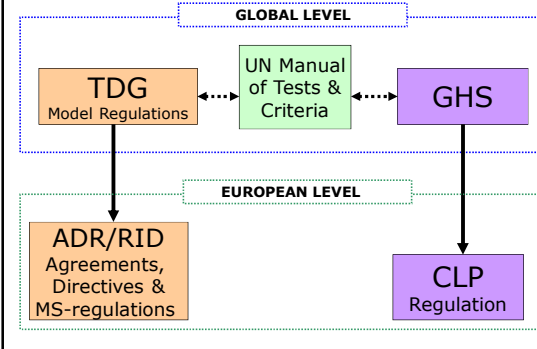 GLOBAL LEVEL
TDG
Model Regulations
UN Manual
of Tests &
Criteria
GHS
EUROPEAN LEVEL
ADR/RID
Agreements,
Directives &
MS-regulations
CLP
Regulation